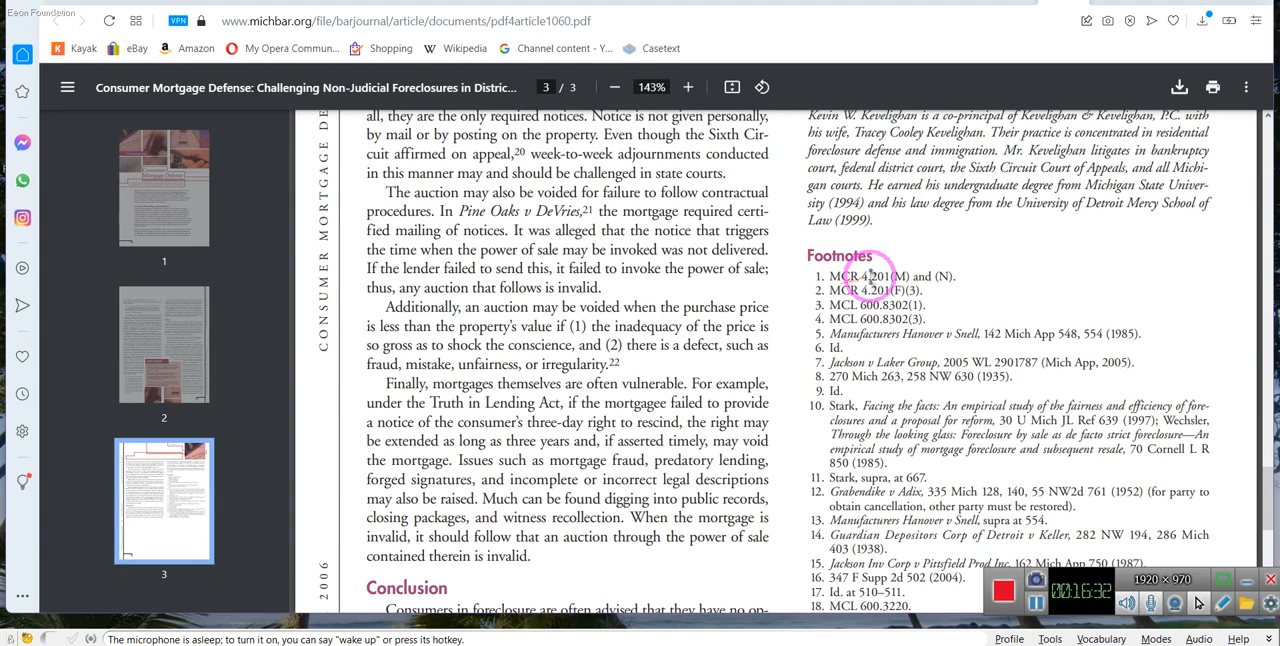 Eeon Foundation
VPN
www.michbar.org/file/barjournal/article/documents/pdf4article1060.pdf
Kayak
eBay
Amazon
My Opera Commun...
Shopping
Wikipedia
Channel content - Y...
Casetext
Consumer Mortgage Defense: Challenging Non-Judicial Foreclosures in Distric...
3 / 3
143%
1
2
3
CONSUMER MORTGAGE DE
2006
all, they are the only required notices. Notice is not given personally,
by mail or by posting on the property. Even though the Sixth Cir-
cuit affirmed on appeal,20 week-to-week adjournments conducted
in this manner may and should be challenged in state courts.
The auction may also be voided for failure to follow contractual
procedures. In Pine Oaks v DeVries,21 the mortgage required certi-
fied mailing of notices. It was alleged that the notice that triggers
the time when the power of sale may be invoked was not delivered.
If the lender failed to send this, it failed to invoke the power of sale;
thus, any auction that follows is invalid.
Additionally, an auction may be voided when the purchase price
is less than the property's value if (1) the inadequacy of the price is
so gross as to shock the conscience, and (2) there is a defect, such as
fraud, mistake, unfairness, or irregularity.22
Finally, mortgages themselves are often vulnerable. For example,
under the Truth in Lending Act, if the mortgagee failed to provide
a notice of the consumer's three-day right to rescind, the right may
be extended as long as three years and, if asserted timely, may void
the mortgage. Issues such as mortgage fraud, predatory lending,
forged signatures, and incomplete or incorrect legal descriptions
may also be raised. Much can be found digging into public records,
closing packages, and witness recollection. When the mortgage is
invalid, it should follow that an auction through the power of sale
contained therein is invalid.
Conclusion
Consumers in foreclosure are often advised that they have no op-
Kevin W. Kevelighan is a co-principal of Kevelighan & Kevelighan, P.C. with
his wife, Tracey Cooley Kevelighan. Their practice is concentrated in residential
foreclosure defense and immigration. Mr. Kevelighan litigates in bankruptcy
court, federal district court, the Sixth Circuit Court of Appeals, and all Michi-
gan courts. He earned his undergraduate degree from Michigan State Univer-
sity (1994) and his law degree from the University of Detroit Mercy School of
Law (1999).
Footnotes
1. MCR 4.201(M) and (N).
2. MCR 4.201(F)(3).
3. MCL 600.8302(1).
4. MCL 600.8302(3).
5. Manufacturers Hanover v Snell, 142 Mich App 548, 554 (1985).
6. Id.
7. Jackson v Laker Group, 2005 WL 2901787 (Mich App, 2005).
8. 270 Mich 263, 258 NW 630 (1935).
9. Id.
10. Stark, Facing the facts: An empirical study of the fairness and efficiency of fore-
closures and a proposal for reform, 30 U Mich JL Ref 639 (1997); Wechsler,
Through the looking glass: Foreclosure by sale as de facto strict foreclosure—An
empirical study of mortgage foreclosure and subsequent resale, 70 Cornell L R
850 (1985).
11. Stark, supra, at 667.
12. Grabendike v Adix, 335 Mich 128, 140, 55 NW2d 761 (1952) (for party to
obtain cancellation, other party must be restored).
13. Manufacturers Hanover v Snell, supra at 554.
14. Guardian Depositors Corp of Detroit v Keller, 282 NW 194, 286 Mich
403 (1938).
15. Jackson Inv Corp v Pittsfield Prod Inc, 162 Mich App 750 (1987).
16. 347 F Supp 2d 502 (2004).
17. Id. at 510–511.
18. MCL 600.3220.
00:16:32
1920 × 970
The microphone is asleep; to turn it on, you can say "wake up" or press its hotkey.
Profile
Tools
Vocabulary
Modes
Audio
Help